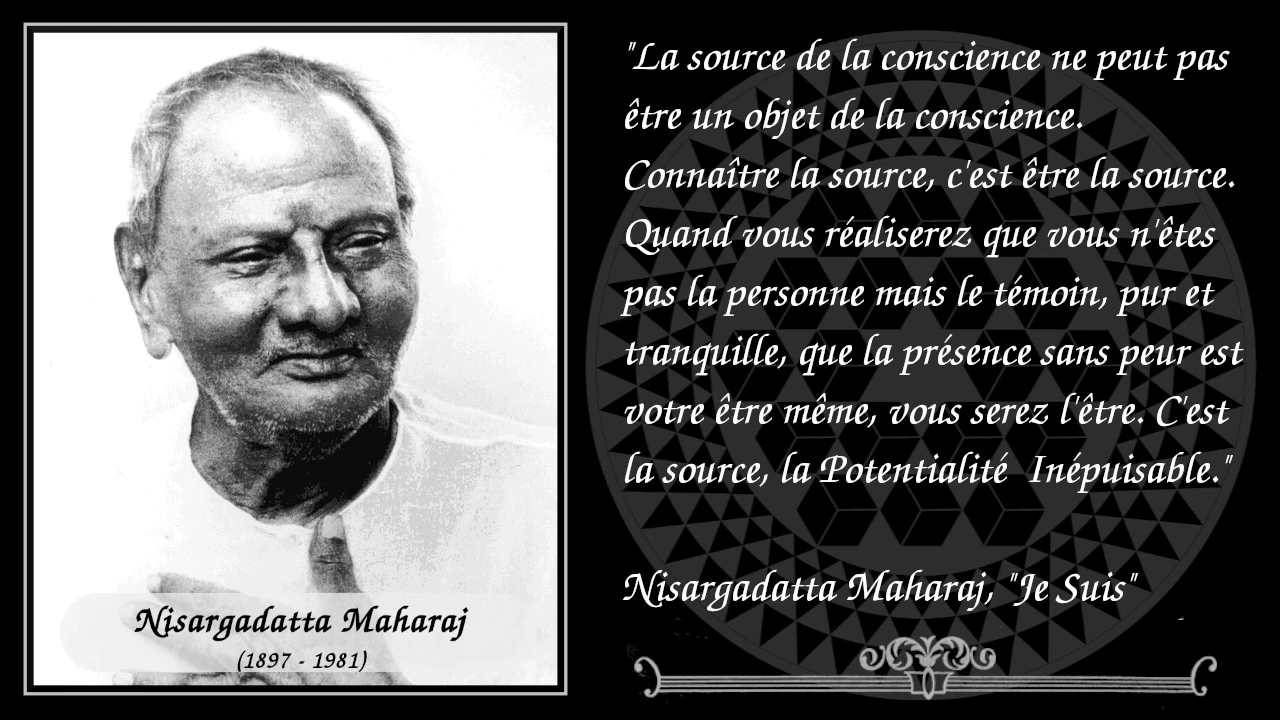 "La source de la conscience ne peut pas
être un objet de la conscience.
Connaître la source, c'est être la source.
Quand vous réaliserez que vous n'êtes
pas la personne mais le témoin, pur et
tranquille, que la présence sans peur est
votre être même, vous serez l'être. C'est
la source, la Potentialité Inépuisable."
Nisargadatta Maharaj, "Je Suis"
Nisargadatta Maharaj
(1897 - 1981)